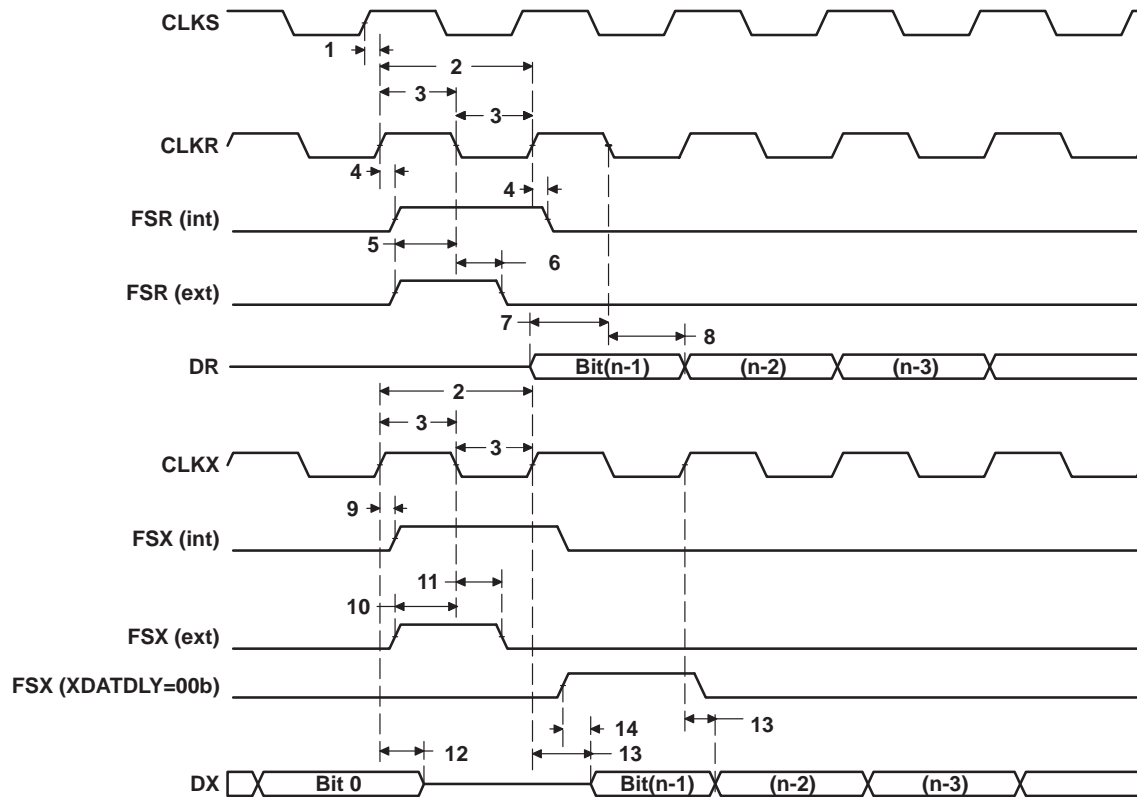 CLKS
1
2
3
3
CLKR
4
4
FSR (int)
5
6
FSR (ext)
7
8
DR
Bit(n-1)
(n-2)
(n-3)
2
3
3
CLKX
9
FSX (int)
11
10
FSX (ext)
FSX (XDATDLY=00b)
14
13
12
13
DX
Bit 0
Bit(n-1)
(n-2)
(n-3)